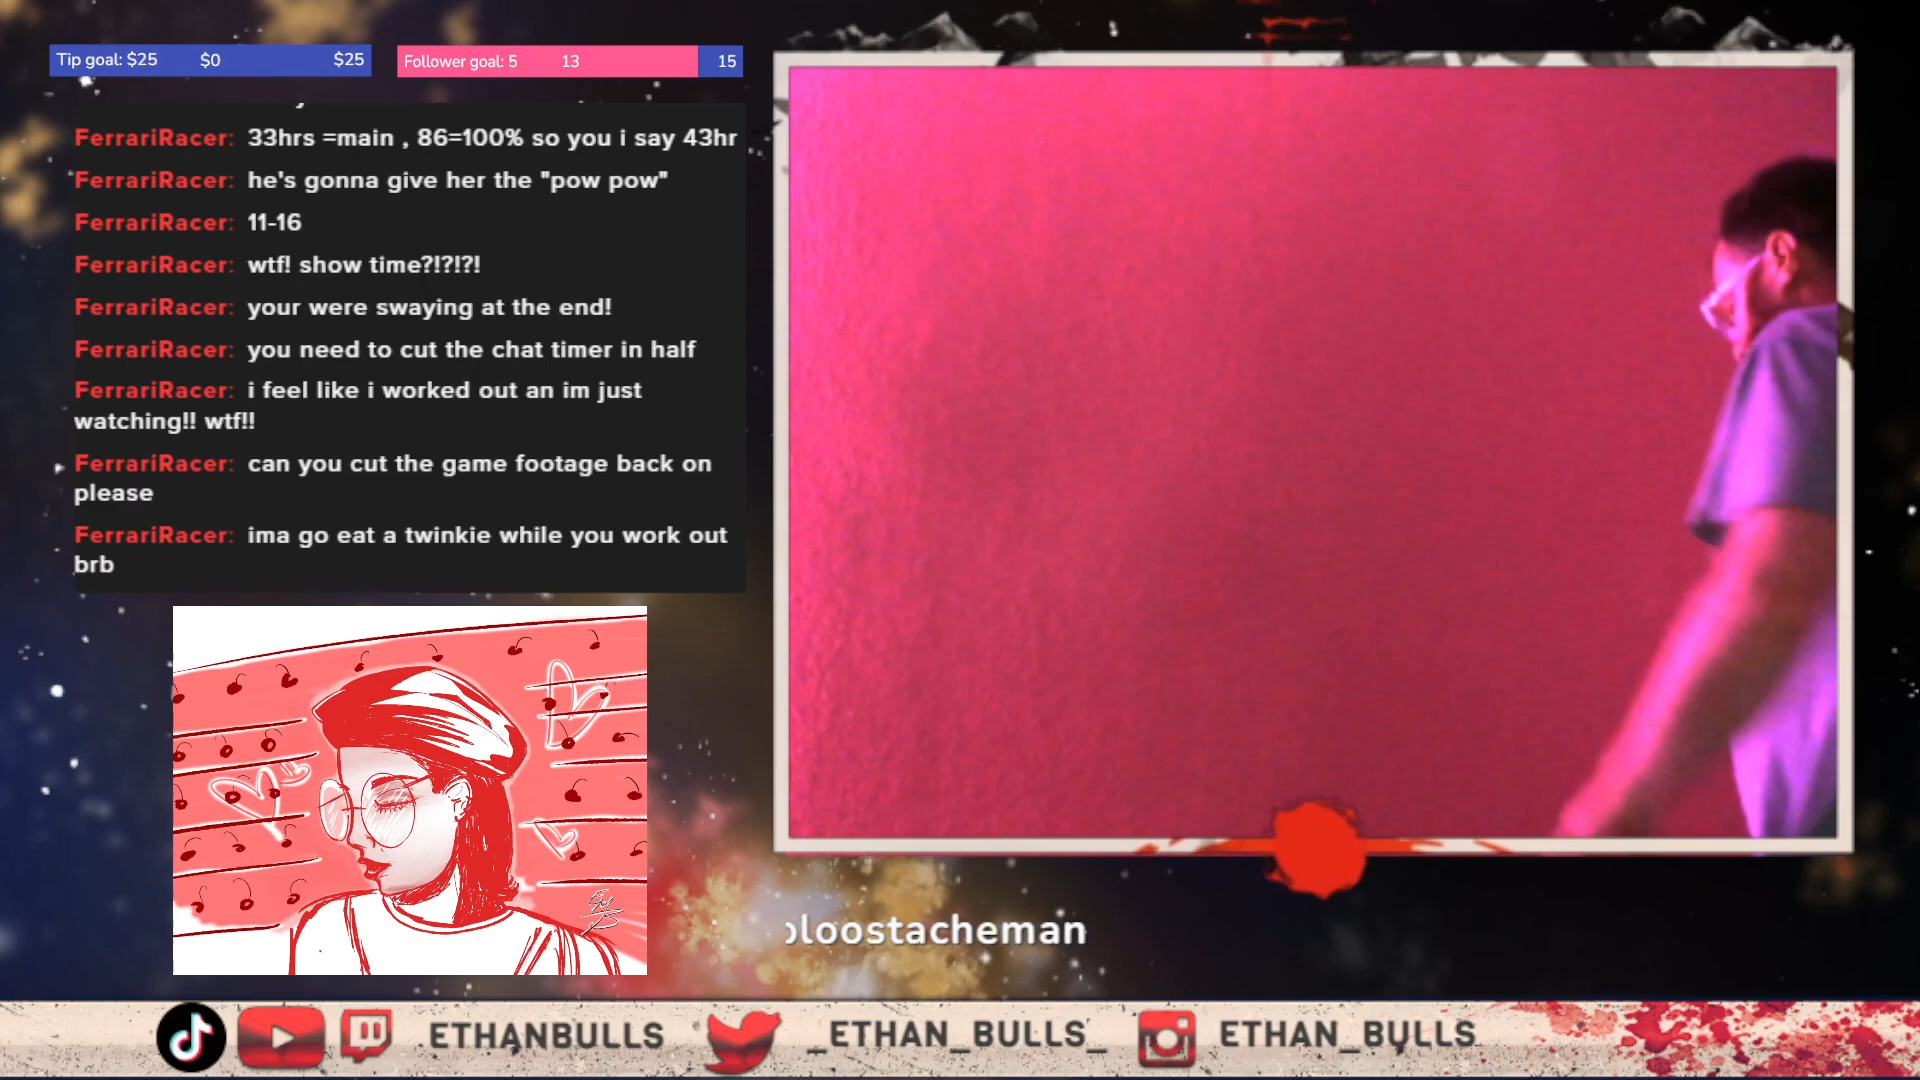 Tip goal: $25 $0 $25
Follower goal: 5 13 15
FerrariRacer: 33hrs =main , 86=100% so you i say 43hr
FerrariRacer: he's gonna give her the "pow pow"
FerrariRacer: 11-16
FerrariRacer: wtf! show time?!?!?!
FerrariRacer: your were swaying at the end!
FerrariRacer: you need to cut the chat timer in half
FerrariRacer: i feel like i worked out an im just
watching!! wtf!!
FerrariRacer: can you cut the game footage back on
please
FerrariRacer: ima go eat a twinkie while you work out
brb
loostacheman
ETHANBULLS _ETHAN_BULLS_ ETHAN_BULLS